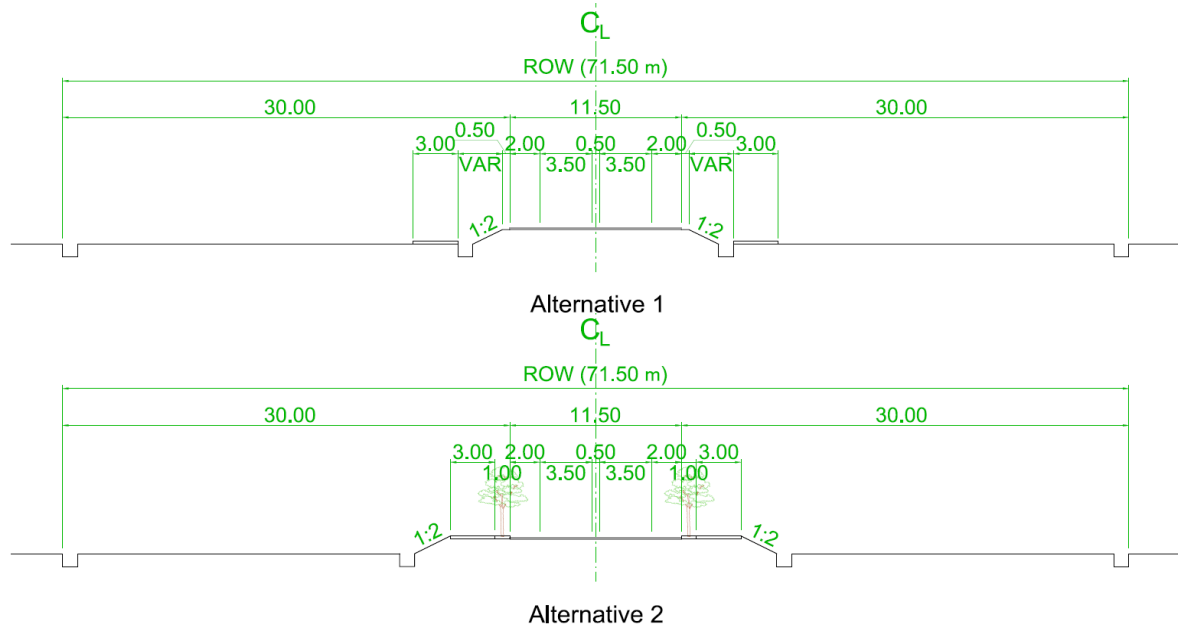 CL
ROW (71.50 m)
30.00 11.50 30.00
0.50 0.50
3.00 2.00 0.50 2.00 3.00
VAR 3.50 3.50 VAR
1:2 1:2
Alternative 1
CL
ROW (71.50 m)
30.00 11.50 30.00
3.00 2.00 0.50 2.00 3.00
1.00 3.50 3.50 1.00
1:2 1:2
Alternative 2